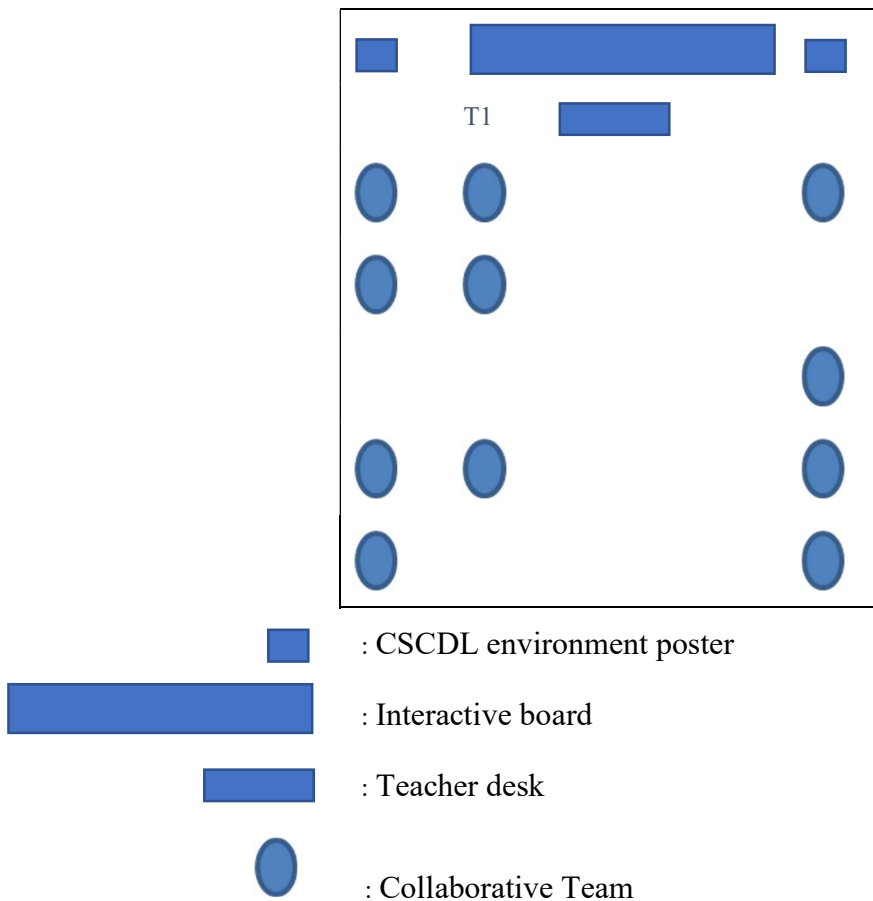 T1
: CSCDL environment poster
: Interactive board
: Teacher desk
: Collaborative Team